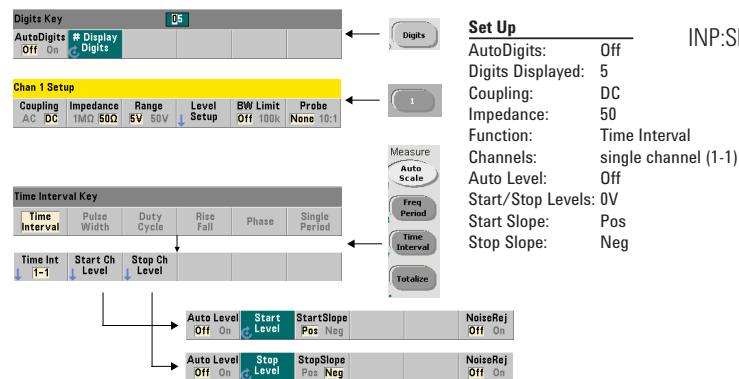 Digits Key 05
AutoDigits # Display
Off On Digits
Digits
Chan 1 Setup
Coupling Impedance Range Level BW Limit Probe
AC DC 1MΩ 50Ω 5V 50V Setup Off 100k None 10:1
1
Measure
Auto
Scale
Freq
Period
Time
Interval
Totalize
Time Interval Key
Time Pulse Duty Rise Phase Single
Interval Width Cycle Fall Period
Time Int Start Ch Stop Ch
1-1 Level Level
Auto Level Start StartSlope NoiseRej
Off On Level Pos Neg Off On
Auto Level Stop StopSlope NoiseRej
Off On Level Pos Neg Off On
Set Up
AutoDigits: Off
Digits Displayed: 5
Coupling: DC
Impedance: 50
Function: Time Interval
Channels: single channel (1-1)
Auto Level: Off
Start/Stop Levels: 0V
Start Slope: Pos
Stop Slope: Neg